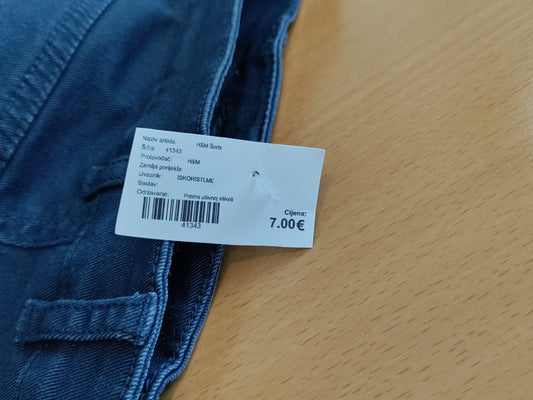 Naziv artikla: H&M Šorts
Šifra: 41343
Proizvođač: H&M
Zemlja porijekla:
Uvoznik: ISKORISTI.ME
Sastav:
Održavanje: Prema ušivnoj etiketi
41343
Cijena:
7.00€